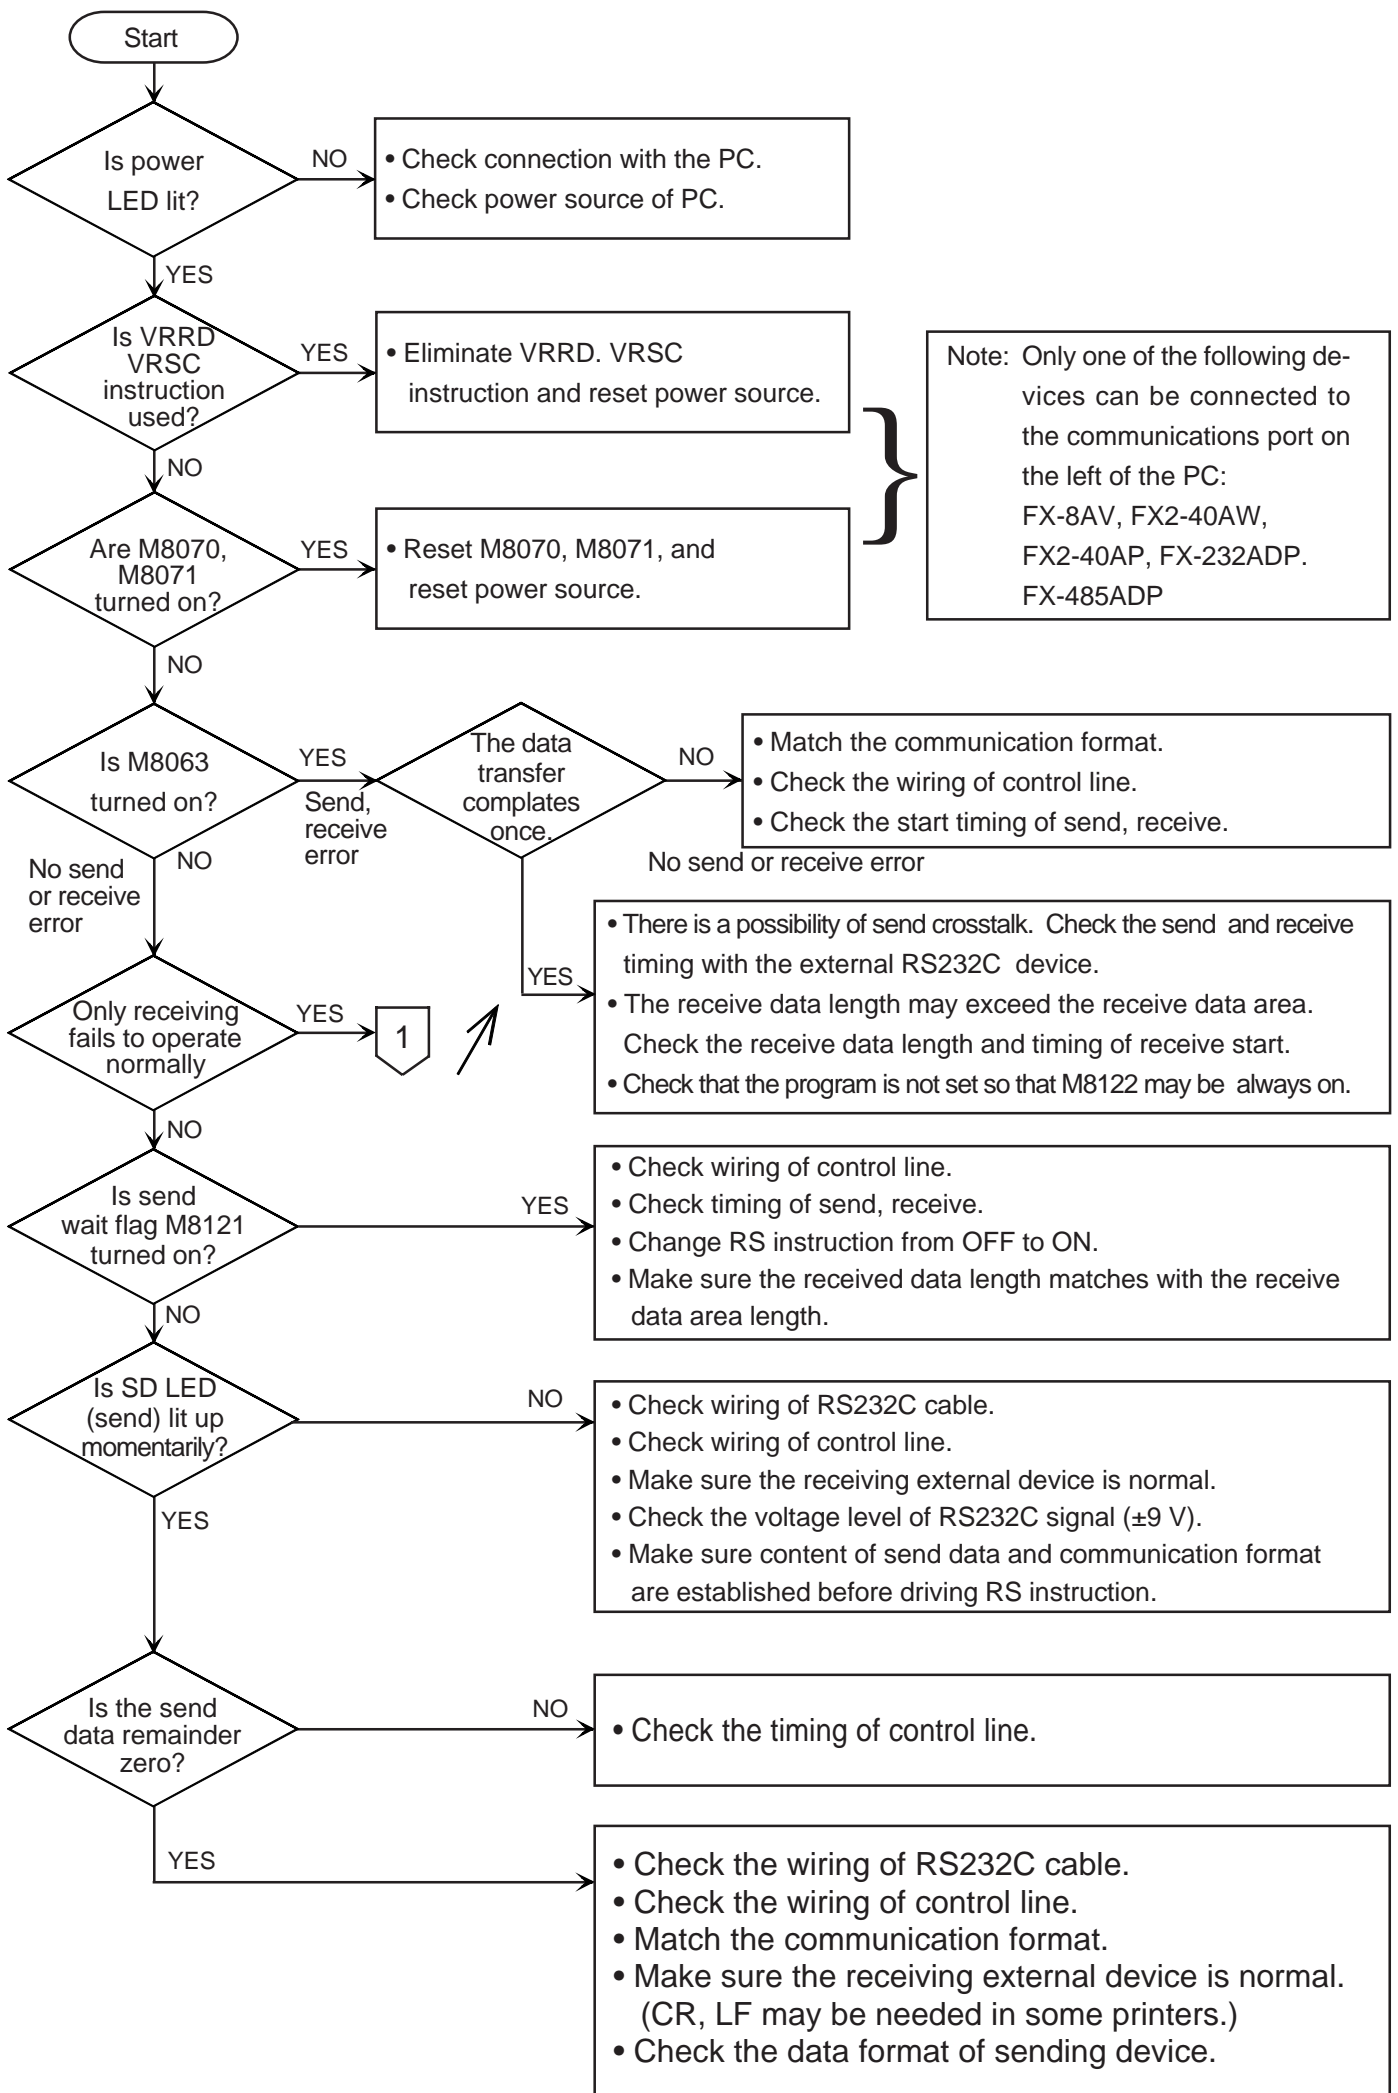 Start
Is power
LED lit?
NO
• Check connection with the PC.
• Check power source of PC.
YES
Is VRRD
VRSC
instruction
used?
YES
• Eliminate VRRD. VRSC
instruction and reset power source.
}
Note: Only one of the following de-
vices can be connected to
the communications port on
the left of the PC:
FX-8AV, FX2-40AW,
FX2-40AP, FX-232ADP.
FX-485ADP
NO
Are M8070,
M8071
turned on?
YES
• Reset M8070, M8071, and
reset power source.
NO
Is M8063
turned on?
YES
Send,
receive
error
The data
transfer
complates
once.
NO
• Match the communication format.
• Check the wiring of control line.
• Check the start timing of send, receive.
No send or receive error
NO
No send
or receive
error
YES
• There is a possibility of send crosstalk. Check the send and receive
timing with the external RS232C device.
• The receive data length may exceed the receive data area.
Check the receive data length and timing of receive start.
• Check that the program is not set so that M8122 may be always on.
Only receiving
fails to operate
normally
YES
1
NO
Is send
wait flag M8121
turned on?
YES
• Check wiring of control line.
• Check timing of send, receive.
• Change RS instruction from OFF to ON.
• Make sure the received data length matches with the receive
data area length.
NO
Is SD LED
(send) lit up
momentarily?
NO
• Check wiring of RS232C cable.
• Check wiring of control line.
• Make sure the receiving external device is normal.
• Check the voltage level of RS232C signal (±9 V).
• Make sure content of send data and communication format
are established before driving RS instruction.
YES
Is the send
data remainder
zero?
NO
• Check the timing of control line.
YES
• Check the wiring of RS232C cable.
• Check the wiring of control line.
• Match the communication format.
• Make sure the receiving external device is normal.
(CR, LF may be needed in some printers.)
• Check the data format of sending device.